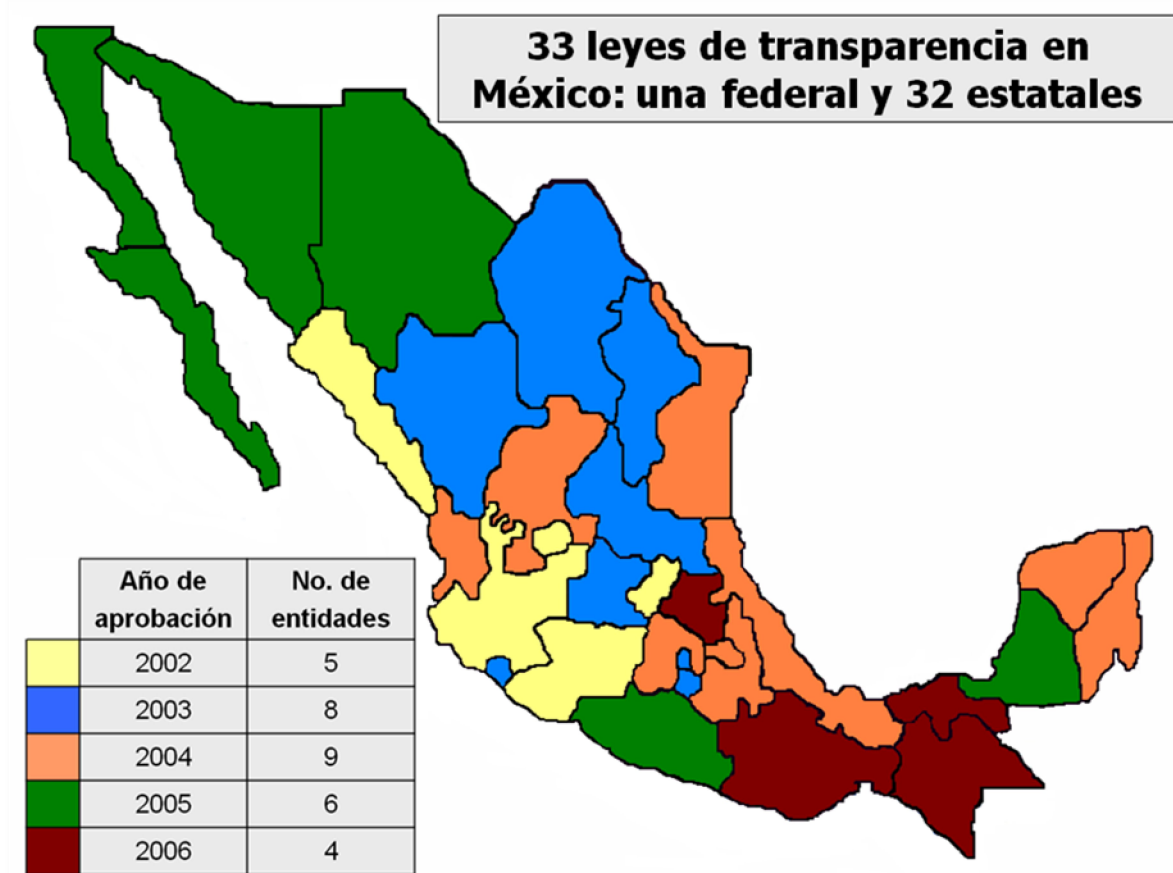 33 leyes de transparencia en
México: una federal y 32 estatales
Año de aprobación No. de entidades
2002 5
2003 8
2004 9
2005 6
2006 4